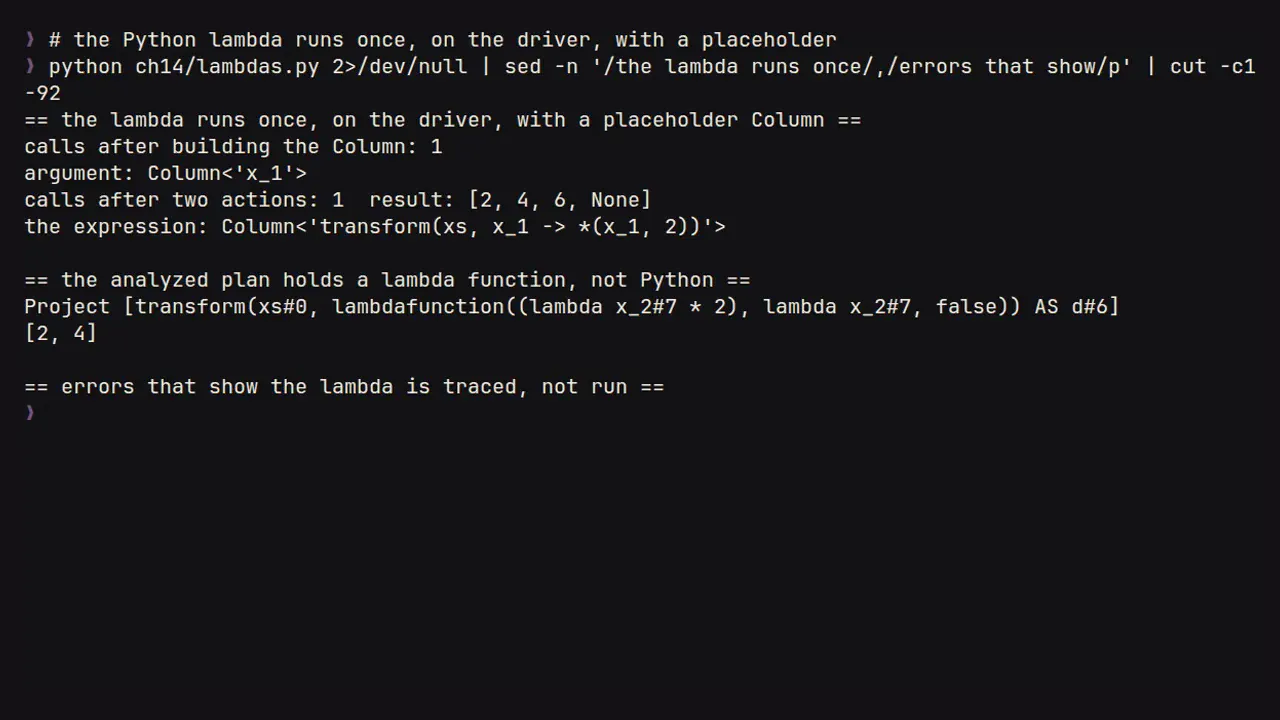 ❯ # the Python lambda runs once, on the driver, with a placeholder
❯ python ch14/lambdas.py 2>/dev/null | sed -n '/the lambda runs once/,/errors that show/p' | cut -c1
-92
== the lambda runs once, on the driver, with a placeholder Column ==
calls after building the Column: 1
argument: Column<'x_1'>
calls after two actions: 1  result: [2, 4, 6, None]
the expression: Column<'transform(xs, x_1 -> *(x_1, 2))'>
== the analyzed plan holds a lambda function, not Python ==
Project [transform(xs#0, lambdafunction((lambda x_2#7 * 2), lambda x_2#7, false)) AS d#6]
[2, 4]
== errors that show the lambda is traced, not run ==
❯